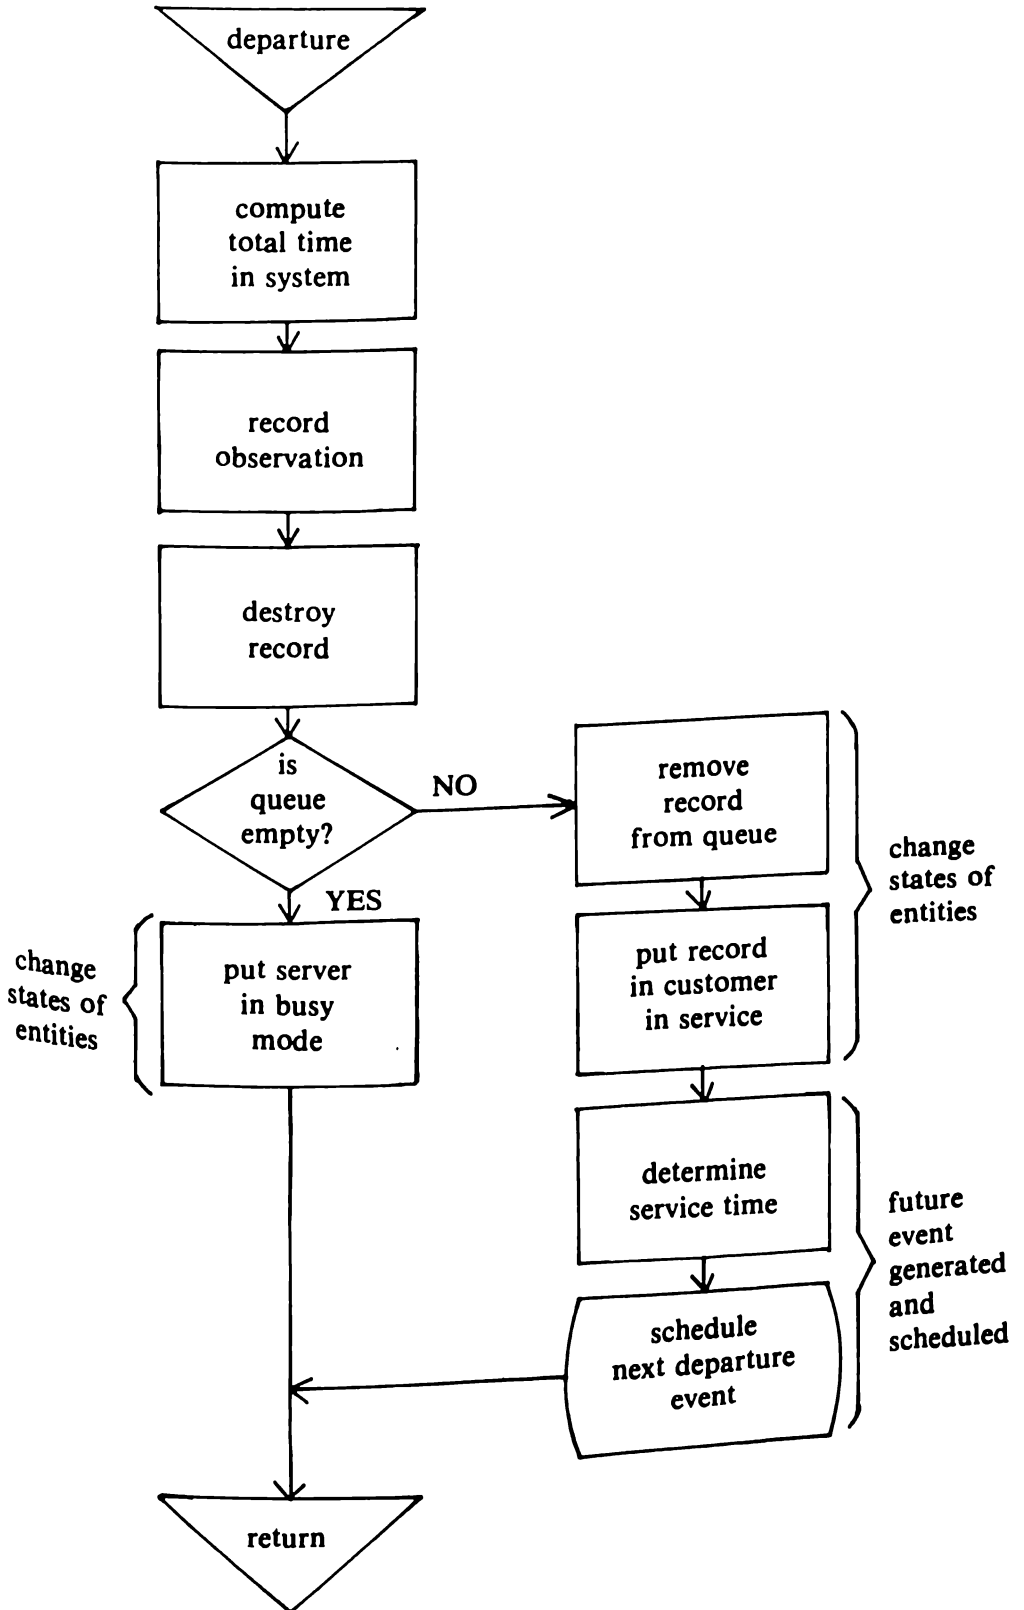 departure
compute
total time
in system
record
observation
destroy
record
is
queue
empty?
NO
YES
remove
record
from queue
put record
in customer
in service
change
states of
entities
change
states of
entities
put server
in busy
mode
determine
service time
schedule
next departure
event
future
event
generated
and
scheduled
return